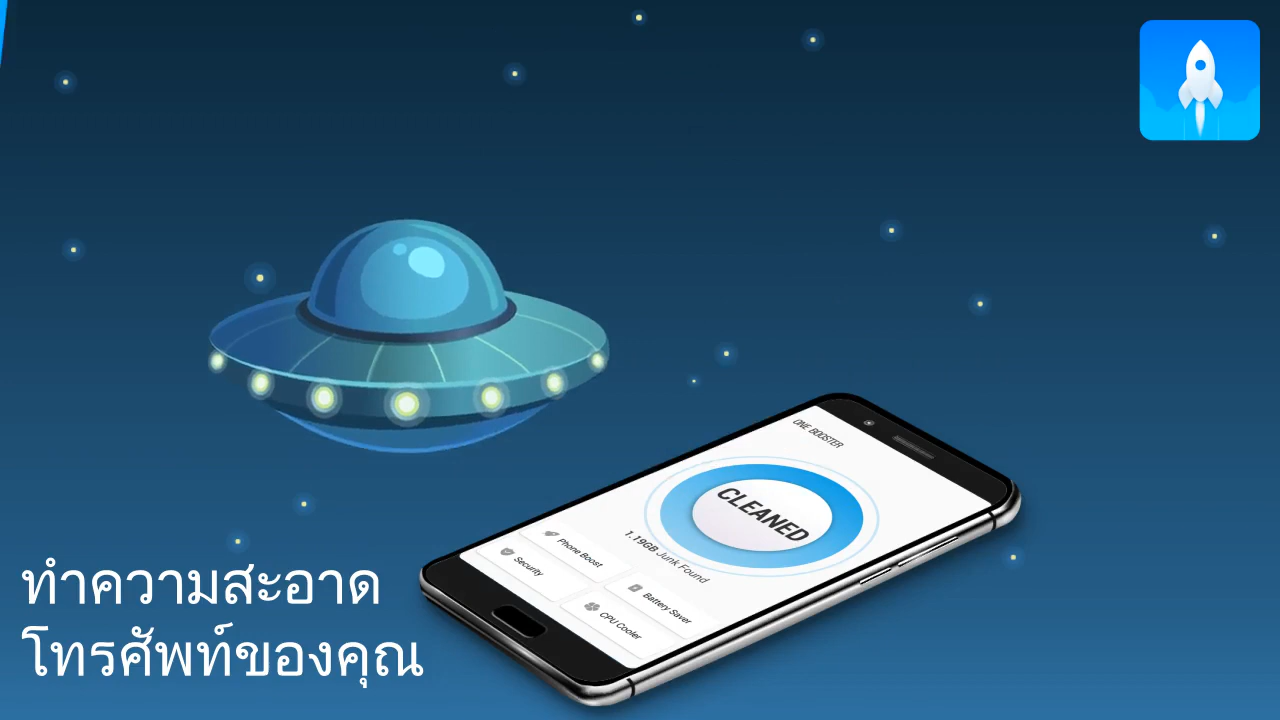 ONE BOOSTER
CLEANED
1.19GB Junk Found
Phone Boost
Battery Saver
Security
CPU Cooler
ทำความสะอาด
โทรศัพท์ของคุณ